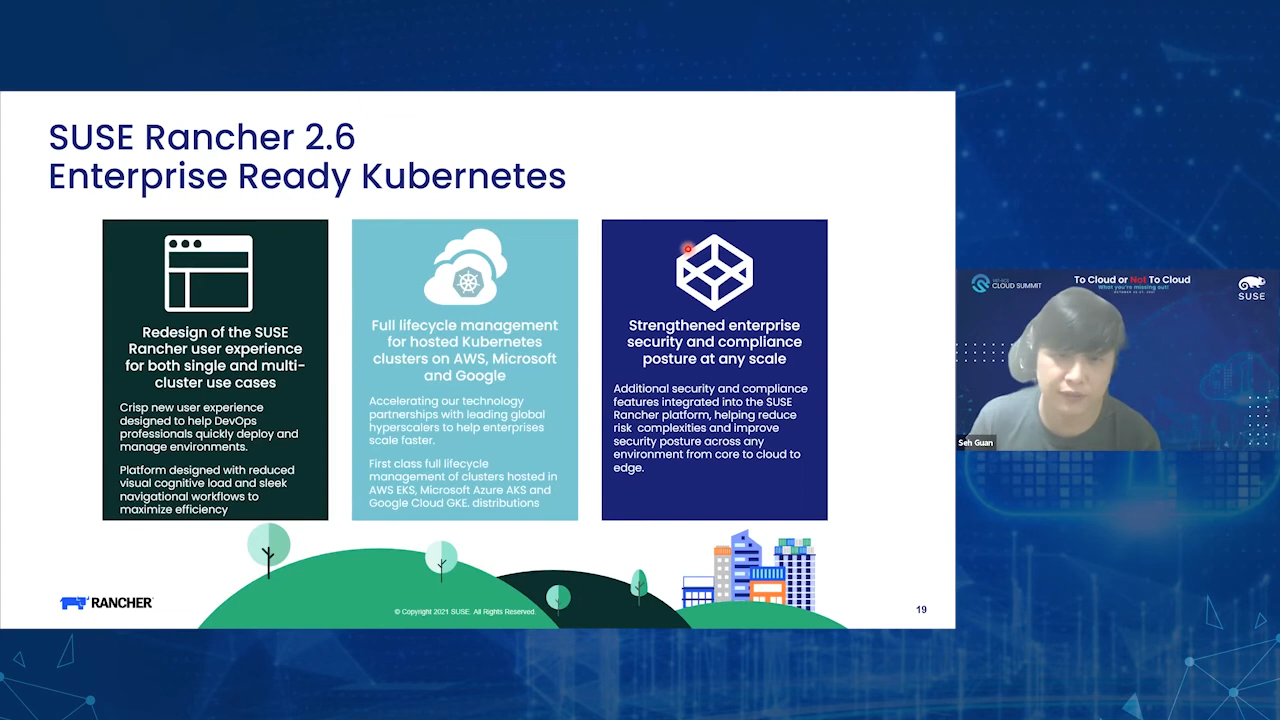 SUSE Rancher 2.6
Enterprise Ready Kubernetes
Redesign of the SUSE
Rancher user experience
for both single and multi-
cluster use cases
Crisp new user experience
designed to help DevOps
professionals quickly deploy and
manage environments.
Platform designed with reduced
visual cognitive load and sleek
navigational workflows to
maximize efficiency
Full lifecycle management
for hosted Kubernetes
clusters on AWS, Microsoft
and Google
Accelerating our technology
partnerships with leading global
hyperscalers to help enterprises
scale faster.
First class full lifecycle
management of clusters hosted in
AWS EKS, Microsoft Azure AKS and
Google Cloud GKE. distributions
Strengthened enterprise
security and compliance
posture at any scale
Additional security and compliance
features integrated into the SUSE
Rancher platform, helping reduce
risk complexities and improve
security posture across any
environment from core to cloud to
edge.
RANCHER
© Copyright 2021 SUSE. All Rights Reserved.
19
CLOUD SUMMIT
To Cloud or Not To Cloud
What you're missing out!
SUSE
Seh Guan